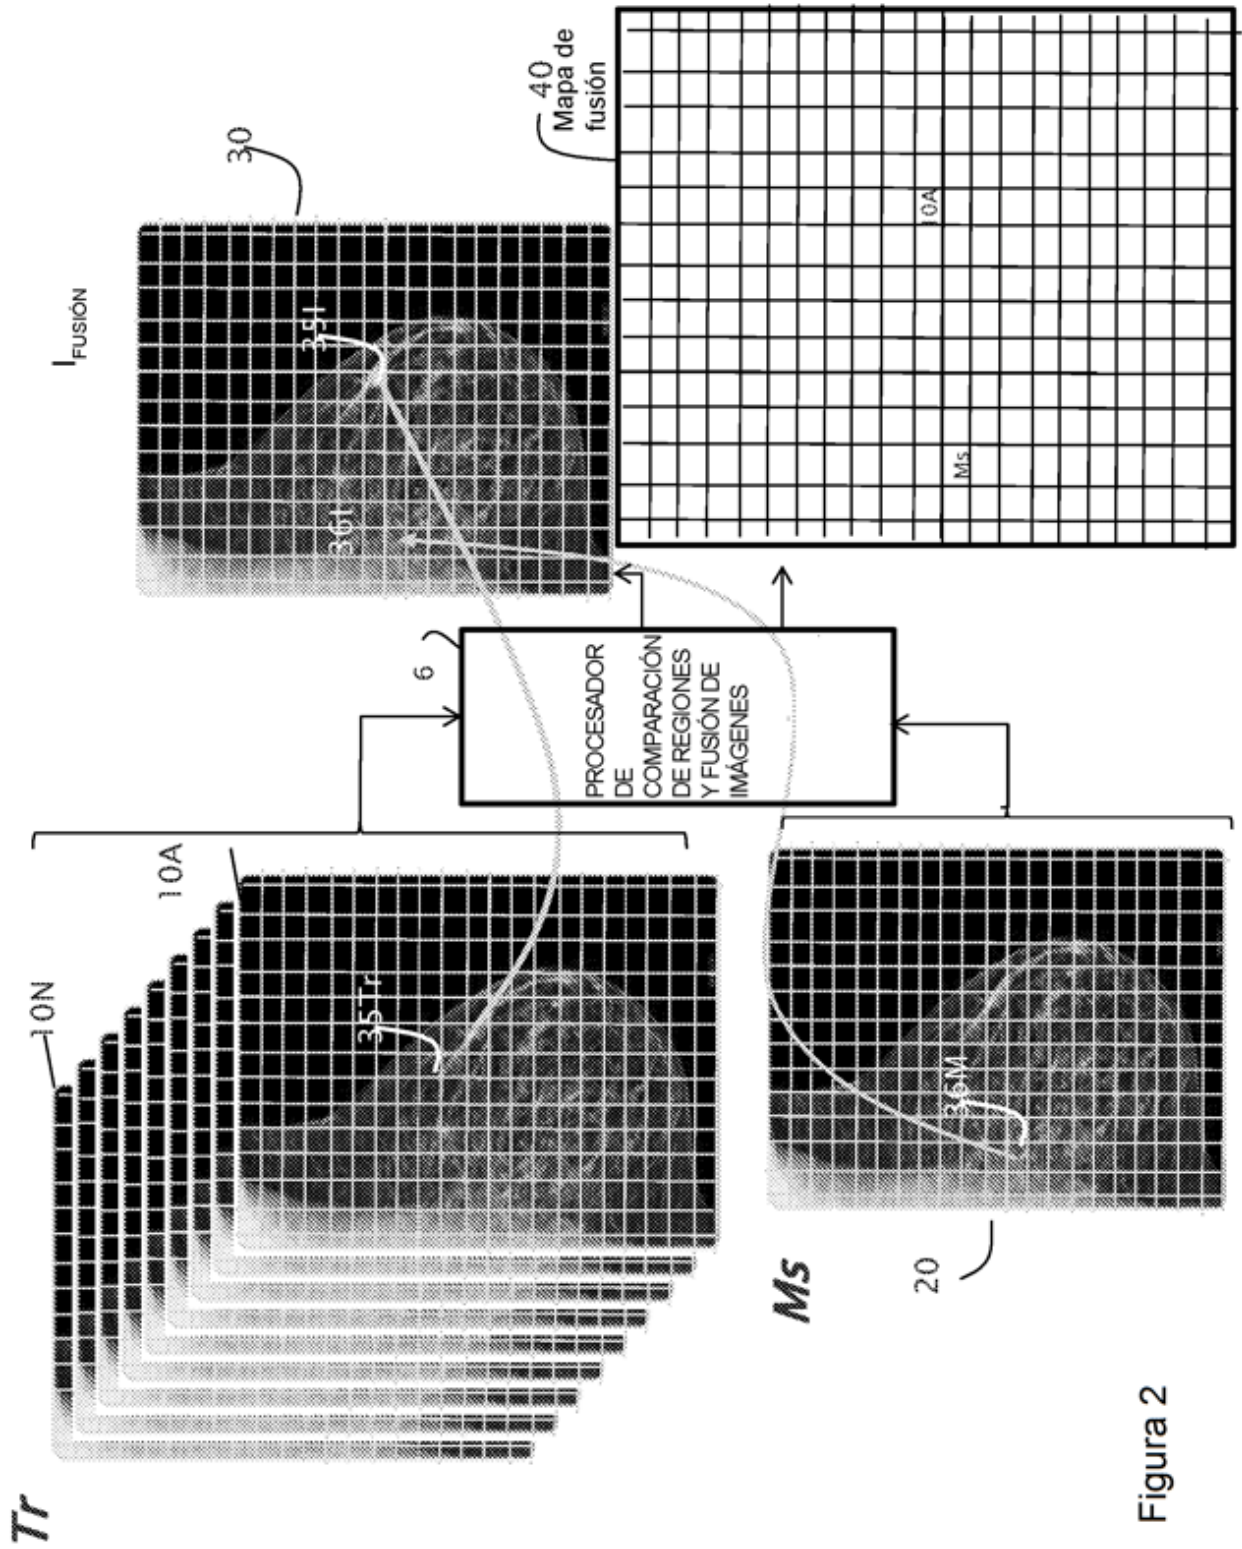 Tr
10N
10A
35Tr
Ms
20
36M
6
PROCESADOR
DE
COMPARACIÓN
DE REGIONES
Y FUSIÓN DE
IMÁGENES
IFUSIÓN
30
35I
36I
40
Mapa de
fusión
10A
Ms
Figura 2